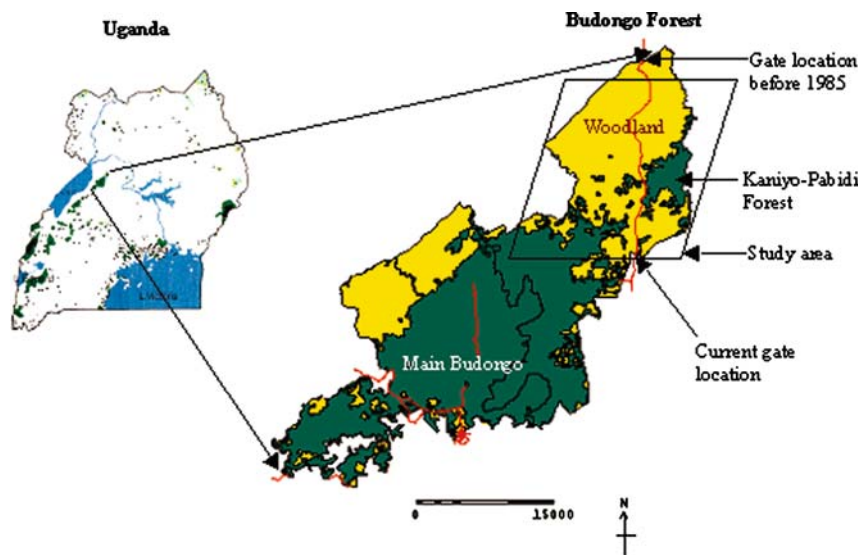 Uganda
Budongo Forest
Gate location
before 1985
Woodland
Kaniyo-Pabidi
Forest
Study area
Current gate
location
Main Budongo
0
15000
N